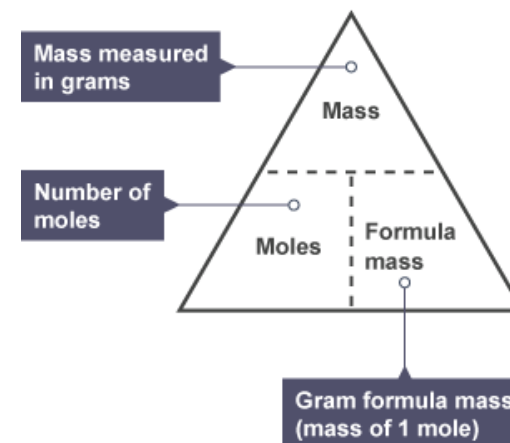 Mass measured
in grams
Mass
Number of
moles
Moles
Formula
mass
Gram formula mass
(mass of 1 mole)